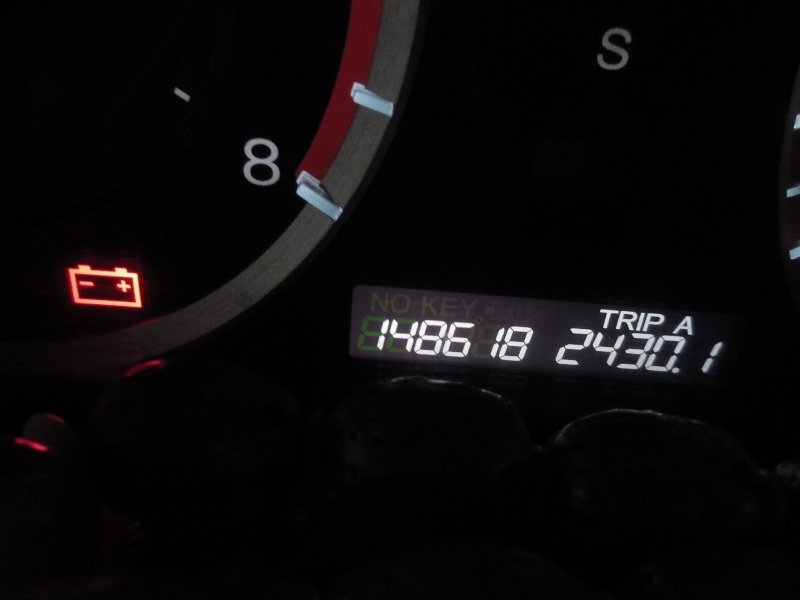 S
8
- +
NO KEY
TRIP A
148618 2430.1